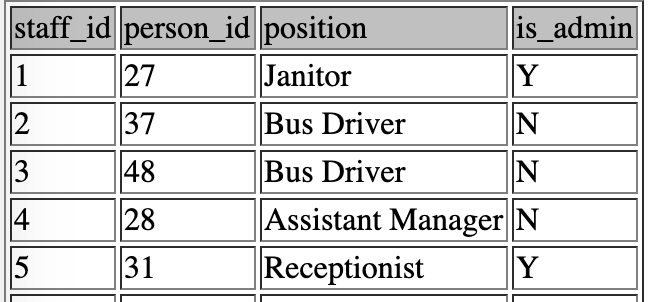 staff_id person_id position is_admin
1 27 Janitor Y
2 37 Bus Driver N
3 48 Bus Driver N
4 28 Assistant Manager N
5 31 Receptionist Y